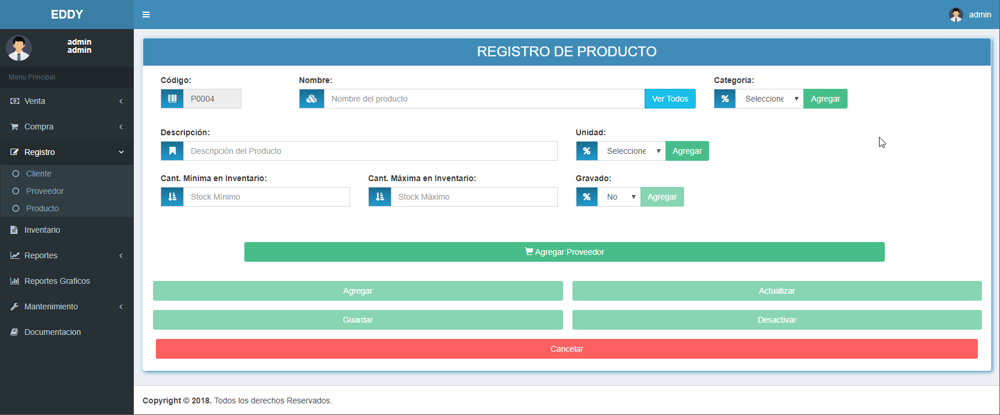 EDDY
admin
admin
admin
Menu Principal
Venta
Compra
Registro
Cliente
Proveedor
Producto
Inventario
Reportes
Reportes Graficos
Mantenimiento
Documentacion
REGISTRO DE PRODUCTO
Código:
P0004
Nombre:
Nombre del producto
Ver Todos
Categoria:
% Seleccione Agregar
Descripción:
Descripción del Producto
Unidad:
% Seleccione Agregar
Cant. Mínima en Inventario:
Stock Mínimo
Cant. Máxima en Inventario:
Stock Máximo
Gravado:
% No Agregar
Agregar Proveedor
Agregar
Actualizar
Guardar
Desactivar
Cancelar
Copyright © 2018. Todos los derechos Reservados.